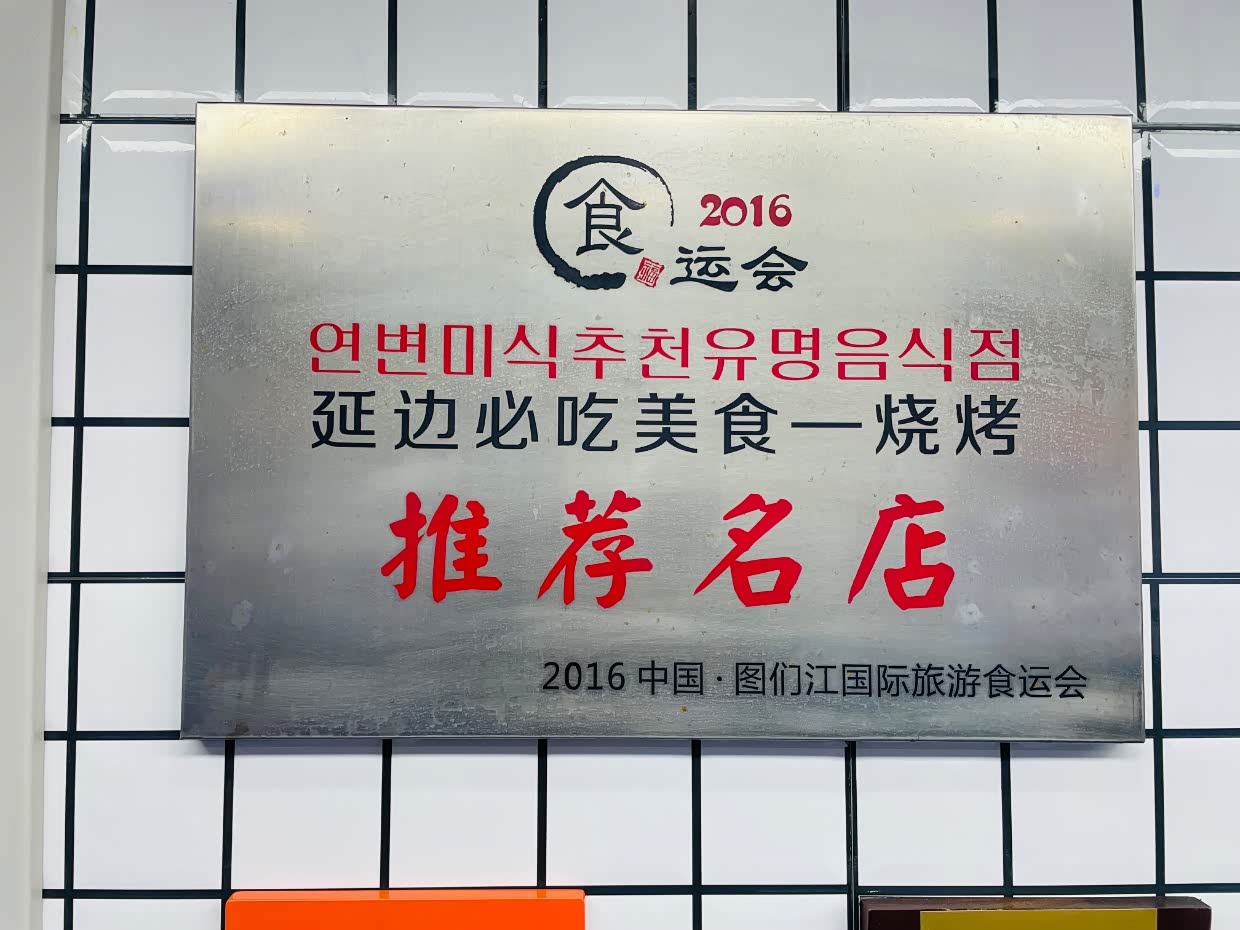 食
2016
运会
연변미식추천유명음식점
延边必吃美食一烧烤
推荐名店
2016 中国·图们江国际旅游食运会